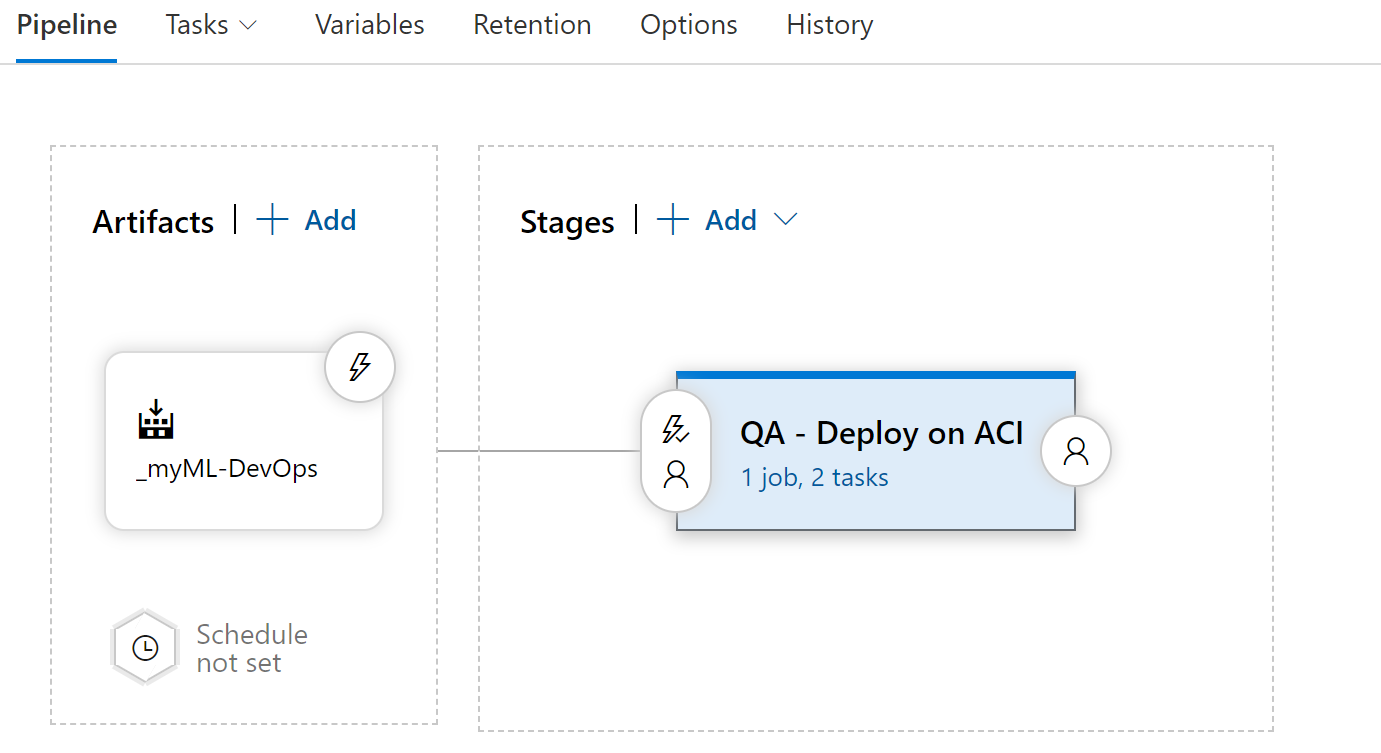 Pipeline Tasks Variables Retention Options History
Artifacts | Add
Stages | Add
_myML-DevOps
QA - Deploy on ACI
1 job, 2 tasks
Schedule
not set